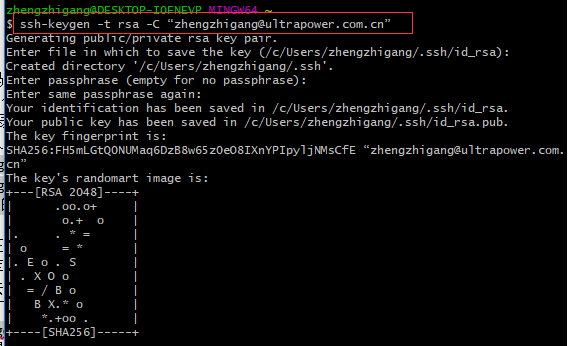 zhengzhigang@DESKTOP-IOENEVP MINGW64 ~
$ ssh-keygen -t rsa -C “zhengzhigang@ultrapower.com.cn”
Generating public/private rsa key pair.
Enter file in which to save the key (/c/Users/zhengzhigang/.ssh/id_rsa):
Created directory '/c/Users/zhengzhigang/.ssh'.
Enter passphrase (empty for no passphrase):
Enter same passphrase again:
Your identification has been saved in /c/Users/zhengzhigang/.ssh/id_rsa.
Your public key has been saved in /c/Users/zhengzhigang/.ssh/id_rsa.pub.
The key fingerprint is:
SHA256:FH5mLGtQONUMaq6DzB8w65zOeO8IXnYPIpyljNMsCfE “zhengzhigang@ultrapower.com.
cn”
The key's randomart image is:
+---[RSA 2048]----+
|      .oo.o+     |
|       o.+  o    |
|.     . * =      |
| o     = *       |
|. E o . S        |
| . X O o         |
|  = / B o        |
|   B X.* o       |
|    *.+oo .      |
+----[SHA256]-----+